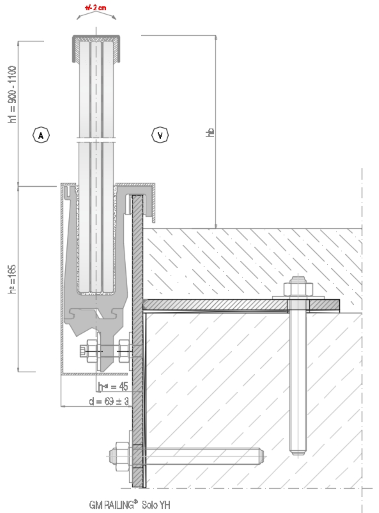 +/-2 cm
h1 = 900-1100
A
V
hb
h² = 165
h³ = 45
d = 69 ± 3
GM RAILING® Solo YH